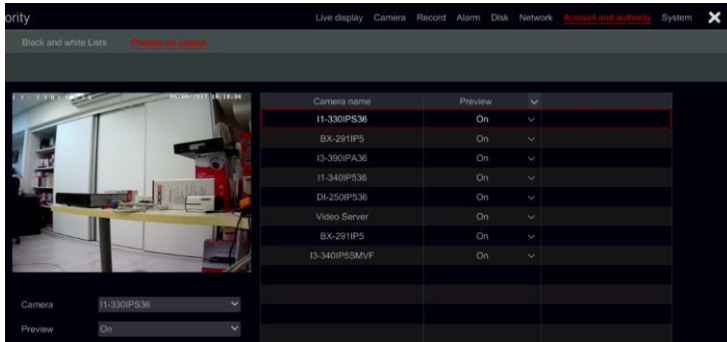 ority
Live display Camera Record Alarm Disk Network Account and authority System
Black and white Lists Preview on Logout
06/06/2017 18:18:04
Camera name Preview
I1-330IPS36 On
BX-291IP5 On
I3-390IPA36 On
I1-340IP536 On
DI-250IP536 On
Video Server On
BX-291IP5 On
I3-340IP5SMVF On
Camera I1-330IPS36
Preview On